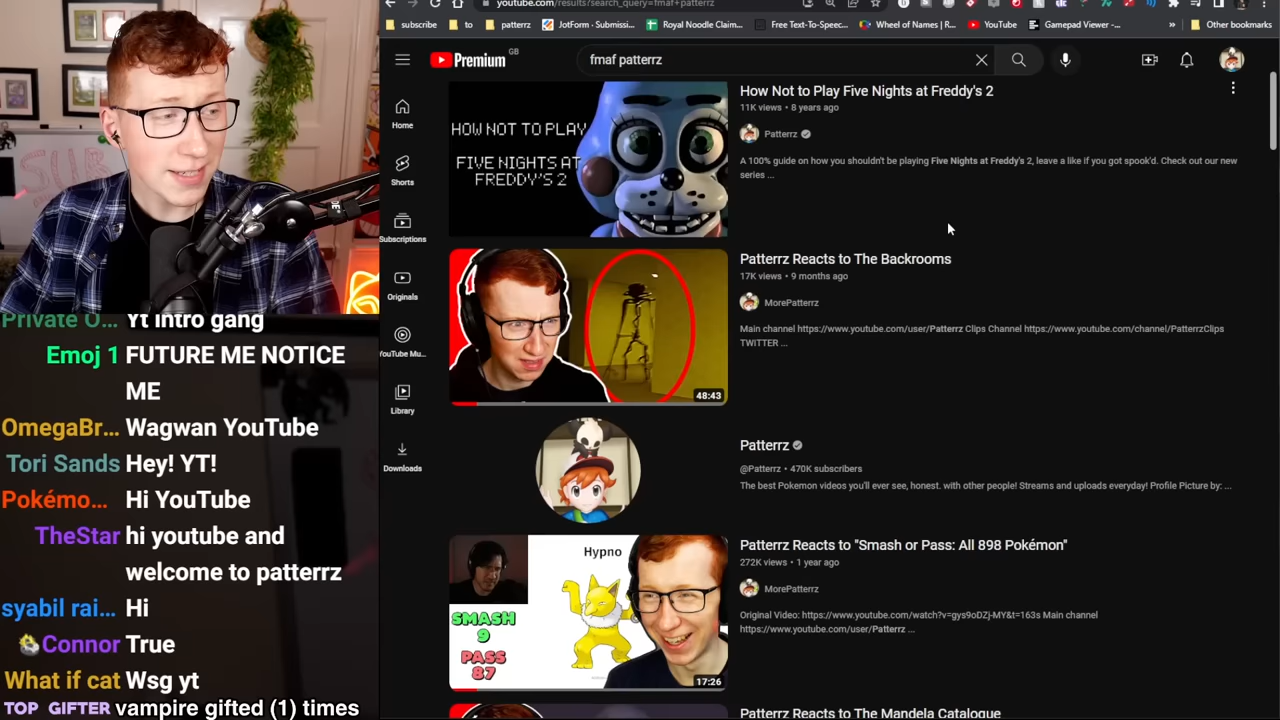 youtube.com/results?search_query=fmaf+patterrz
subscribe
to
patterrz
JotForm - Submissi...
Royal Noodle Claim...
Free Text-To-Speec...
Wheel of Names | R...
YouTube
Gamepad Viewer -...
»
Other bookmarks
Premium GB
fmaf patterrz
Home
Shorts
Subscriptions
Originals
YouTube Mu...
Library
Downloads
HOW NOT TO PLAY
FIVE NIGHTS AT
FREDDY'S 2
How Not to Play Five Nights at Freddy's 2
11K views • 8 years ago
Patterrz
A 100% guide on how you shouldn't be playing Five Nights at Freddy's 2, leave a like if you got spook'd. Check out our new
series ...
48:43
Patterrz Reacts to The Backrooms
17K views • 9 months ago
MorePatterrz
Main channel https://www.youtube.com/user/Patterrz Clips Channel https://www.youtube.com/channel/PatterrzClips
TWITTER ...
Patterrz
@Patterrz • 470K subscribers
The best Pokemon videos you'll ever see, honest. with other people! Streams and uploads everyday! Profile Picture by: ...
Hypno
SMASH
9
PASS
87
17:26
Patterrz Reacts to "Smash or Pass: All 898 Pokémon"
272K views • 1 year ago
MorePatterrz
Original Video: https://www.youtube.com/watch?v=gys9oDZj-MY&t=163s Main channel
https://www.youtube.com/user/Patterrz ...
Patterrz Reacts to The Mandela Catalogue
Private O... Yt intro gang
Emoj 1 FUTURE ME NOTICE
ME
OmegaBr... Wagwan YouTube
Tori Sands Hey! YT!
Pokémo... Hi YouTube
TheStar hi youtube and
welcome to patterrz
syabil rai... Hi
Connor True
What if cat Wsg yt
TOP GIFTER vampire gifted (1) times